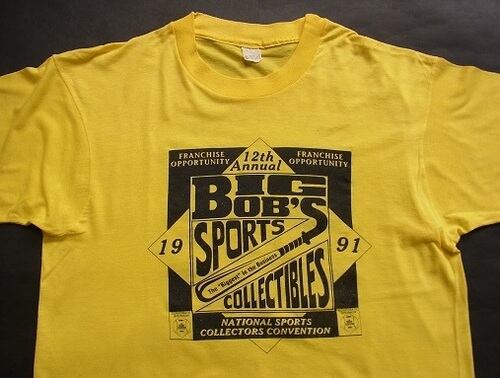 12th
Annual
FRANCHISE
OPPORTUNITY
FRANCHISE
OPPORTUNITY
BIG
BOB'S
SPORTS
19
91
The "Biggest" in the Business
COLLECTIBLES
NATIONAL SPORTS
COLLECTORS CONVENTION